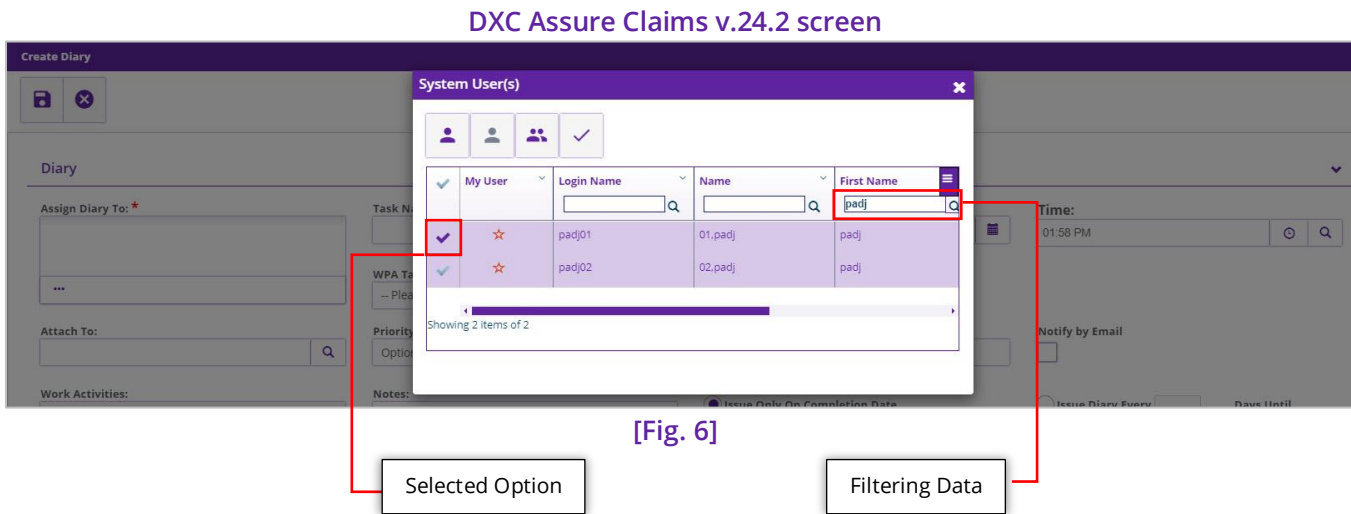 DXC Assure Claims v.24.2 screen
Create Diary
System User(s)
Diary
My User
Login Name
Name
First Name
padj
Assign Diary To: *
Task N
Time:
01:58 PM
padj01
01,padj
padj
padj02
02,padj
padj
WPA Ta
-- Plea
Showing 2 items of 2
Attach To:
Priority
Notify by Email
Option
Work Activities:
Notes:
Issue Only On Completion Date
Issue Diary Every
Days Until
[Fig. 6]
Selected Option
Filtering Data